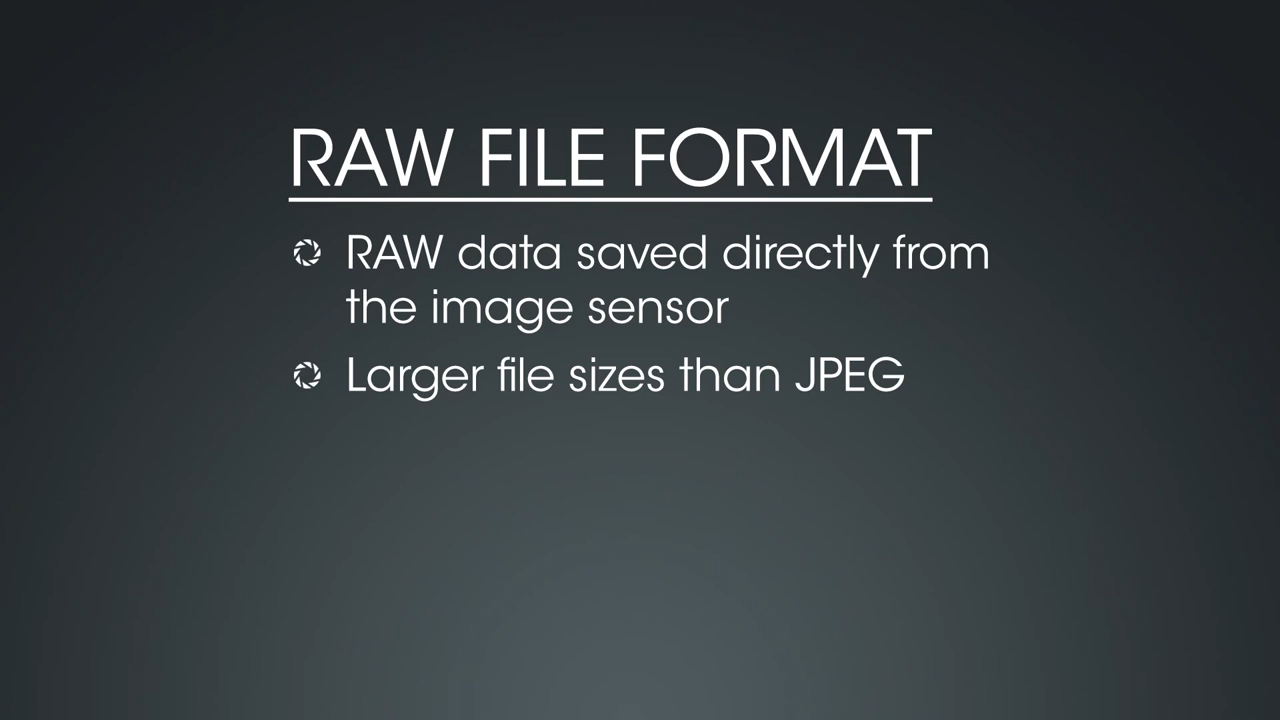 RAW FILE FORMAT
RAW data saved directly from
the image sensor
Larger file sizes than JPEG